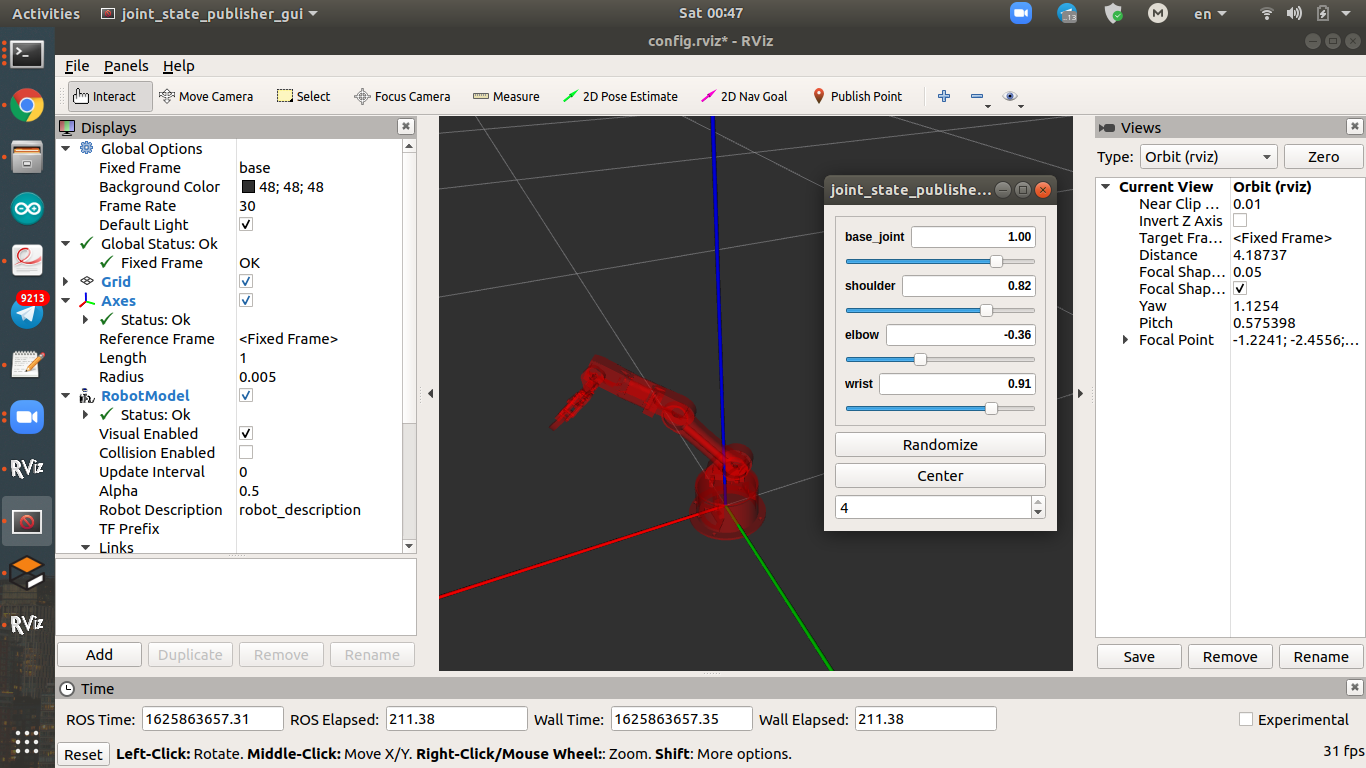 Activities joint_state_publisher_gui Sat 00:47 ..13 M en
config.rviz* - RViz
File Panels Help
Interact Move Camera Select Focus Camera Measure 2D Pose Estimate 2D Nav Goal Publish Point
Displays
Global Options
Fixed Frame base
Background Color 48; 48; 48
Frame Rate 30
Default Light
Global Status: Ok
Fixed Frame OK
Grid
Axes
Status: Ok
Reference Frame <Fixed Frame>
Length 1
Radius 0.005
RobotModel
Status: Ok
Visual Enabled
Collision Enabled
Update Interval 0
Alpha 0.5
Robot Description robot_description
TF Prefix
Links
Add Duplicate Remove Rename
9213
RViz
RViz
joint_state_publishe...
base_joint 1.00
shoulder 0.82
elbow -0.36
wrist 0.91
Randomize
Center
4
Views
Type: Orbit (rviz) Zero
Current View Orbit (rviz)
Near Clip ... 0.01
Invert Z Axis
Target Fra... <Fixed Frame>
Distance 4.18737
Focal Shap... 0.05
Focal Shap...
Yaw 1.1254
Pitch 0.575398
Focal Point -1.2241; -2.4556;...
Save Remove Rename
Time
ROS Time: 1625863657.31 ROS Elapsed: 211.38 Wall Time: 1625863657.35 Wall Elapsed: 211.38 Experimental
Reset Left-Click: Rotate. Middle-Click: Move X/Y. Right-Click/Mouse Wheel:: Zoom. Shift: More options. 31 fps